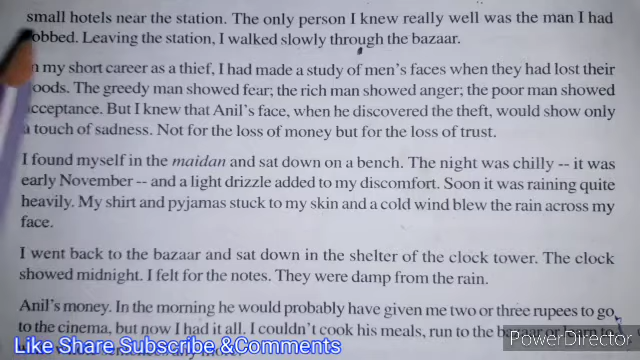 small hotels near the station. The only person I knew really well was the man I had
robbed. Leaving the station, I walked slowly through the bazaar.
In my short career as a thief, I had made a study of men's faces when they had lost their
goods. The greedy man showed fear; the rich man showed anger; the poor man showed
acceptance. But I knew that Anil's face, when he discovered the theft, would show only
a touch of sadness. Not for the loss of money but for the loss of trust.
I found myself in the maidan and sat down on a bench. The night was chilly -- it was
early November -- and a light drizzle added to my discomfort. Soon it was raining quite
heavily. My shirt and pyjamas stuck to my skin and a cold wind blew the rain across my
face.
I went back to the bazaar and sat down in the shelter of the clock tower. The clock
showed midnight. I felt for the notes. They were damp from the rain.
Anil's money. In the morning he would probably have given me two or three rupees to go
to the cinema, but now I had it all. I couldn't cook his meals, run to the bazaar or learn to
Like Share Subscribe &Comments
PowerDirector